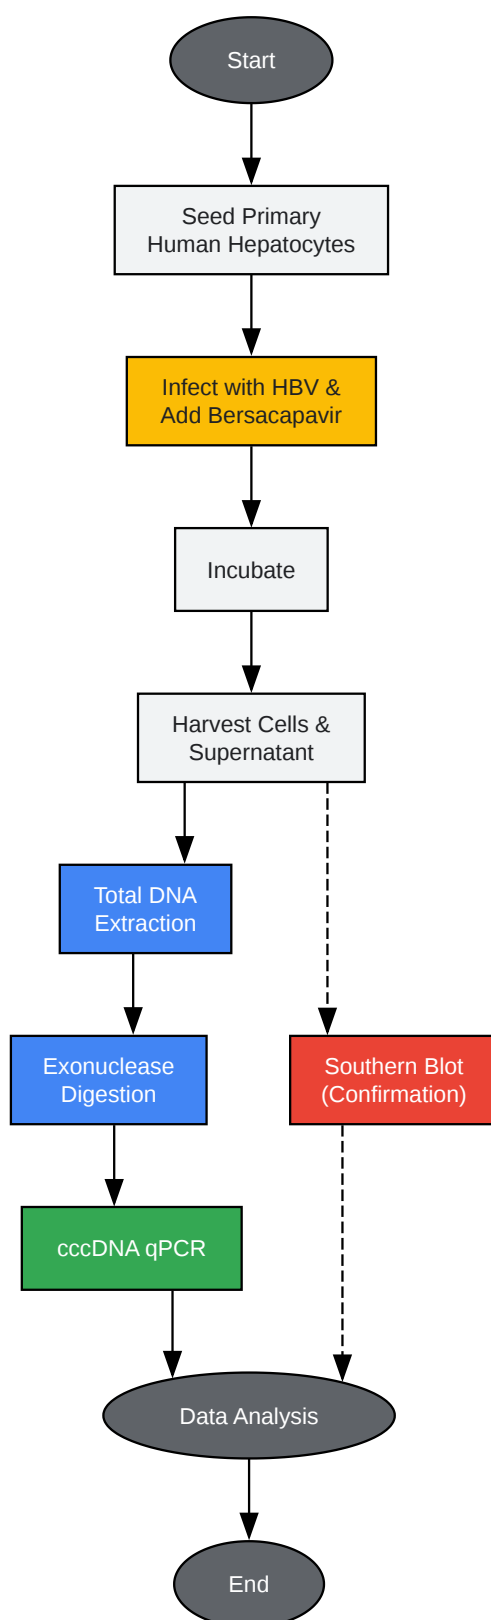 Start
Seed Primary
Human Hepatocytes
Infect with HBV &
Add Bersacapavir
Incubate
Harvest Cells &
Supernatant
Total DNA
Extraction
Exonuclease
Digestion
Southern Blot
(Confirmation)
cccDNA qPCR
Data Analysis
End